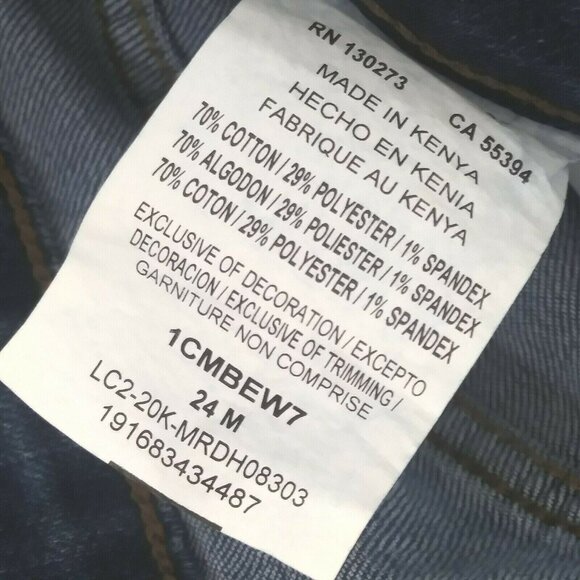 RN 130273 CA 55394
MADE IN KENYA
HECHO EN KENIA
FABRIQUE AU KENYA
70% COTTON / 29% POLYESTER / 1% SPANDEX
70% ALGODON / 29% POLIESTER / 1% SPANDEX
70% COTON / 29% POLYESTER / 1% SPANDEX
EXCLUSIVE OF DECORATION / EXCEPTO
DECORACION / EXCLUSIVE OF TRIMMING /
GARNITURE NON COMPRISE
1CMBEW7
24 M
LC2-20K-MRDH08303
191683434487